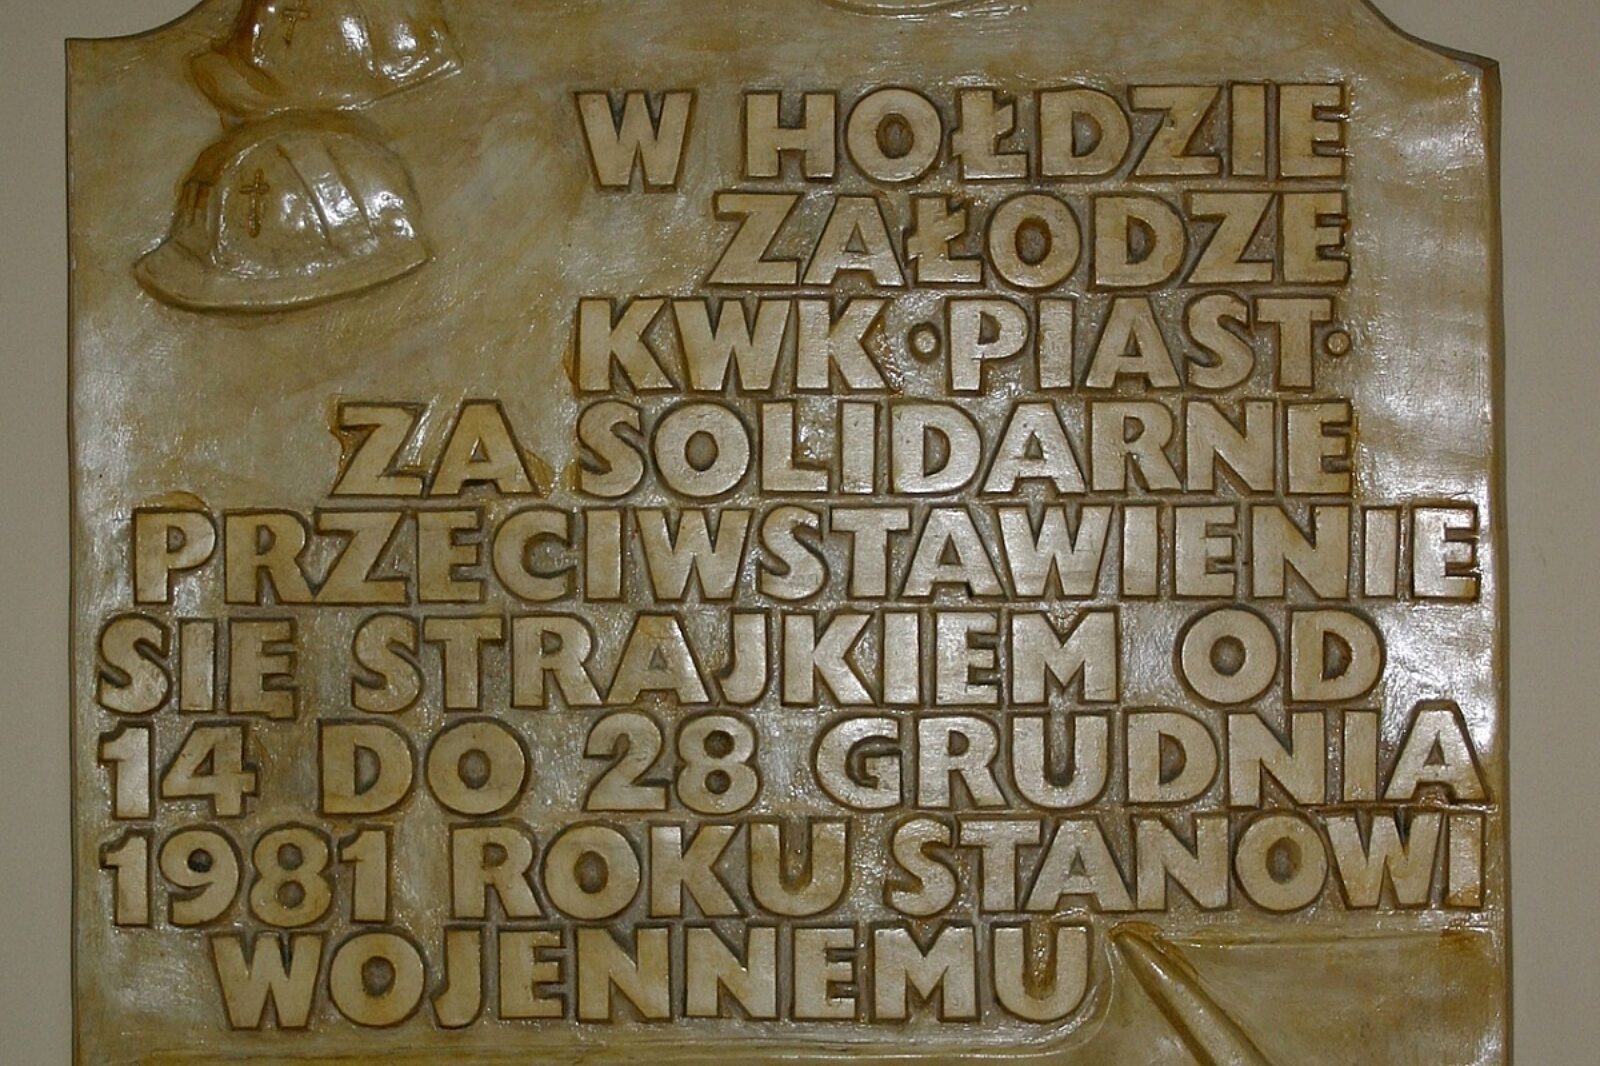 W HOŁDZIE
ZAŁODZE
KWK·PIAST·
ZA SOLIDARNE
PRZECIWSTAWIENIE
SIĘ STRAJKIEM OD
14 DO 28 GRUDNIA
1981 ROKU STANOWI
WOJENNEMU